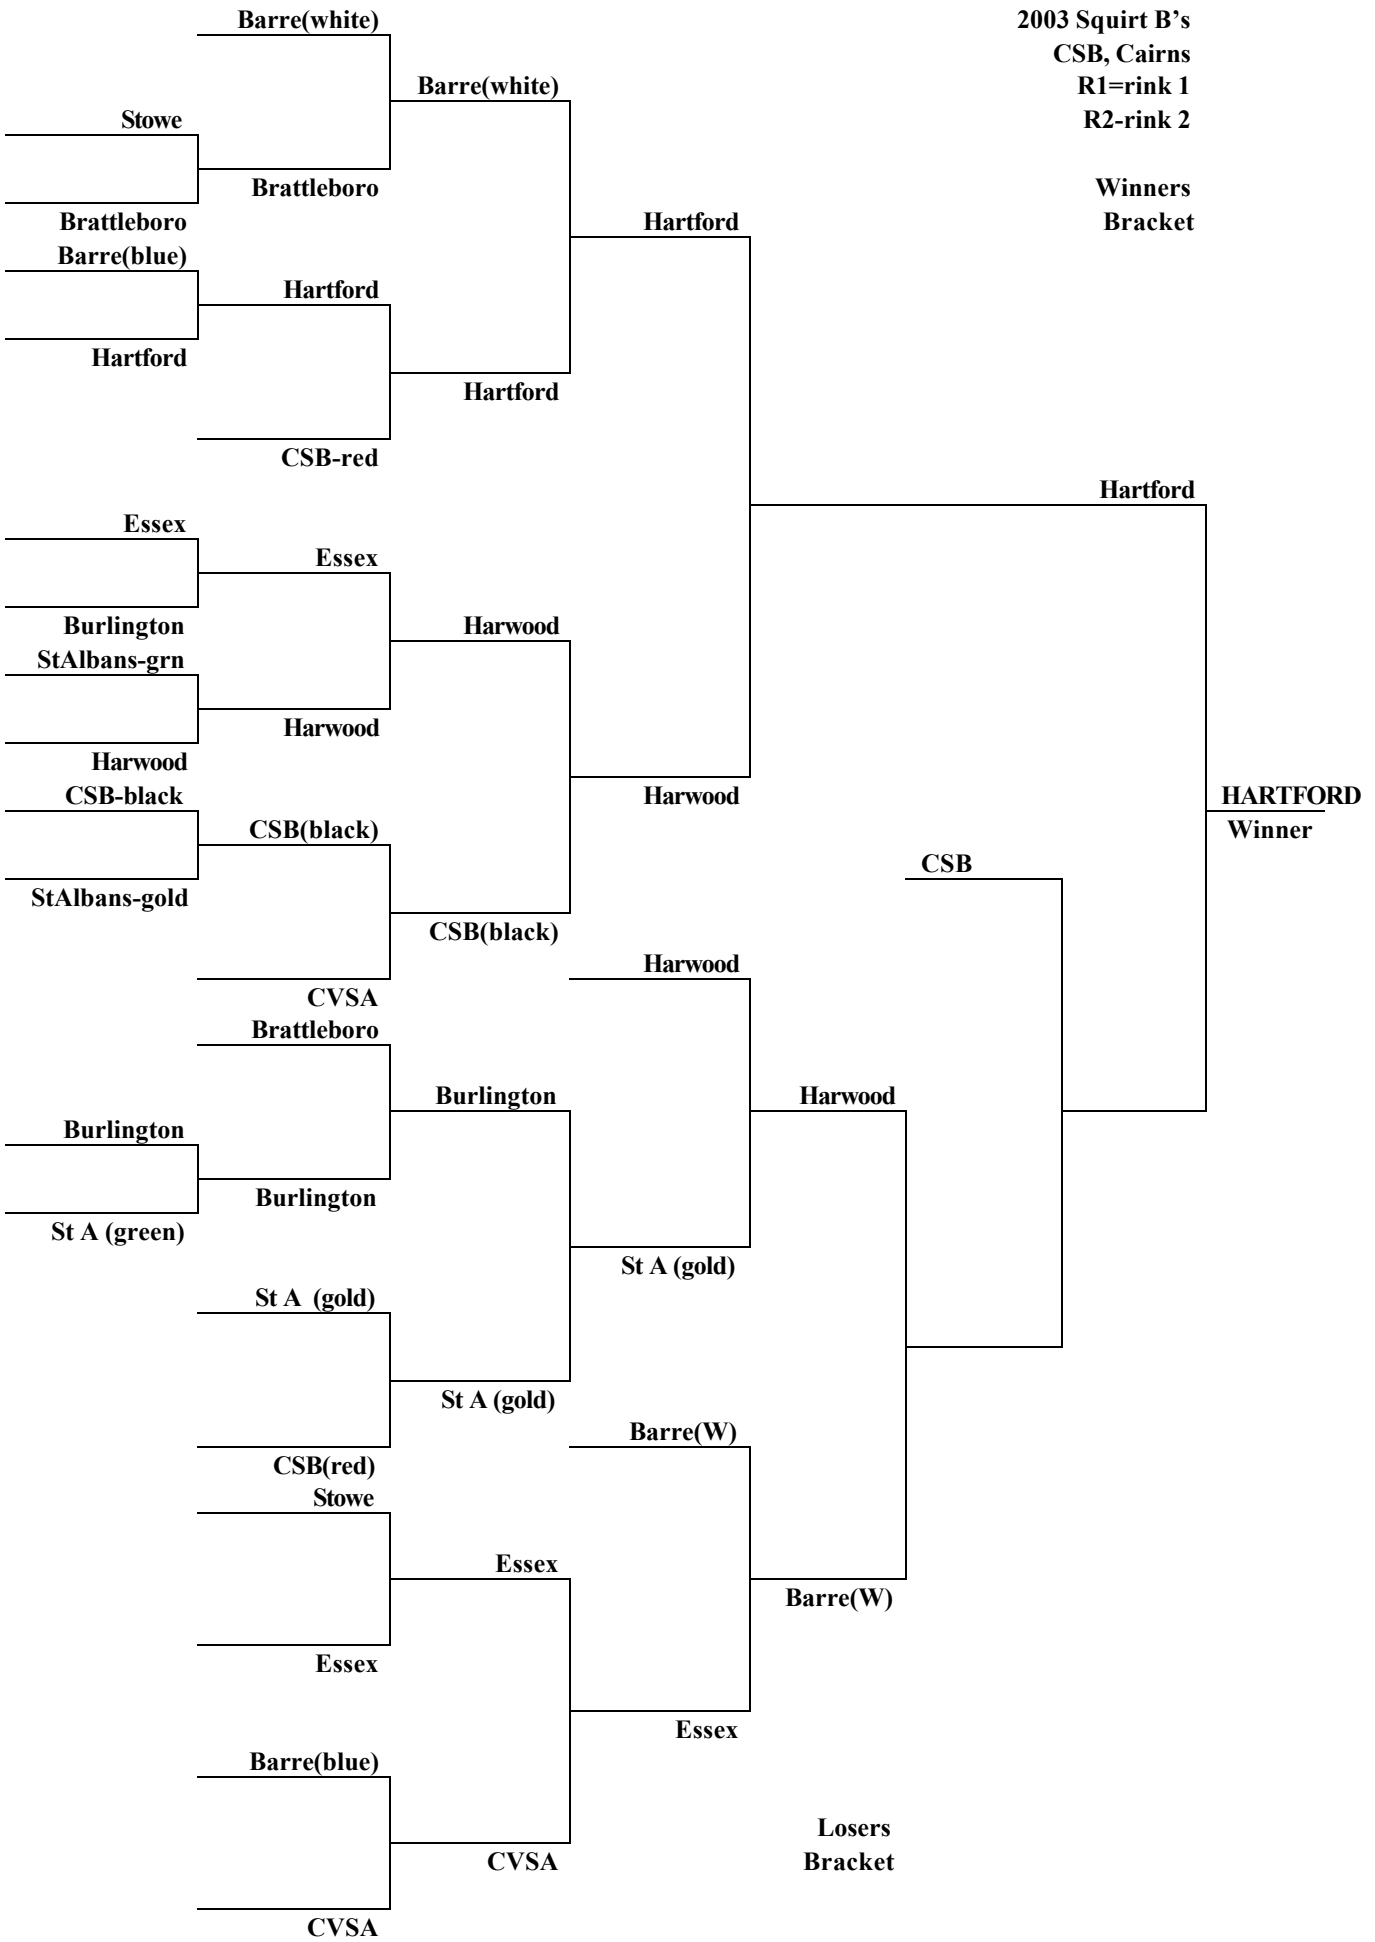 Barre(white)
2003 Squirt B’s
CSB, Cairns
R1=rink 1
R2-rink 2
Winners
Bracket
Barre(white)
Stowe
Brattleboro
Brattleboro
Barre(blue)
Hartford
Hartford
Hartford
Hartford
CSB-red
Hartford
Essex
Essex
Burlington
StAlbans-grn
Harwood
Harwood
Harwood
CSB-black
Harwood
HARTFORD
Winner
CSB(black)
CSB
StAlbans-gold
CSB(black)
Harwood
CVSA
Brattleboro
Burlington
Harwood
Burlington
Burlington
St A (green)
St A (gold)
St A  (gold)
St A (gold)
Barre(W)
CSB(red)
Stowe
Essex
Barre(W)
Essex
Essex
Barre(blue)
Losers
Bracket
CVSA
CVSA